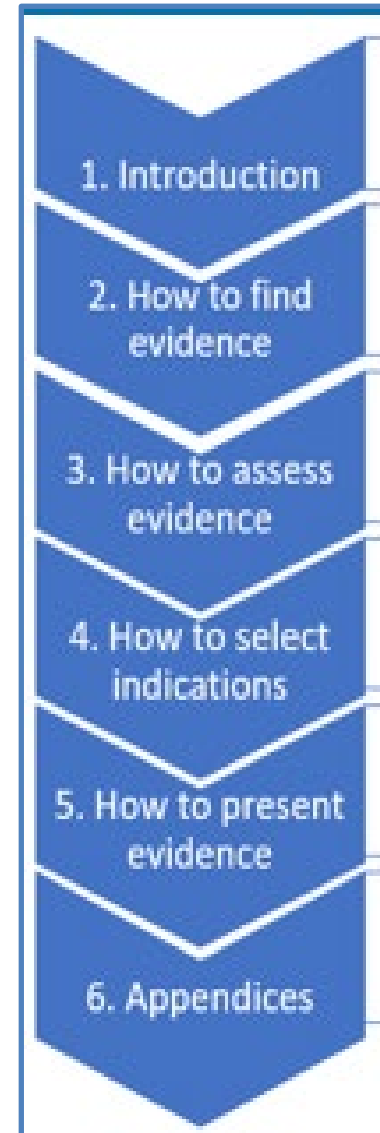 1. Introduction
2. How to find
evidence
3. How to assess
evidence
4. How to select
indications
5. How to present
evidence
6. Appendices